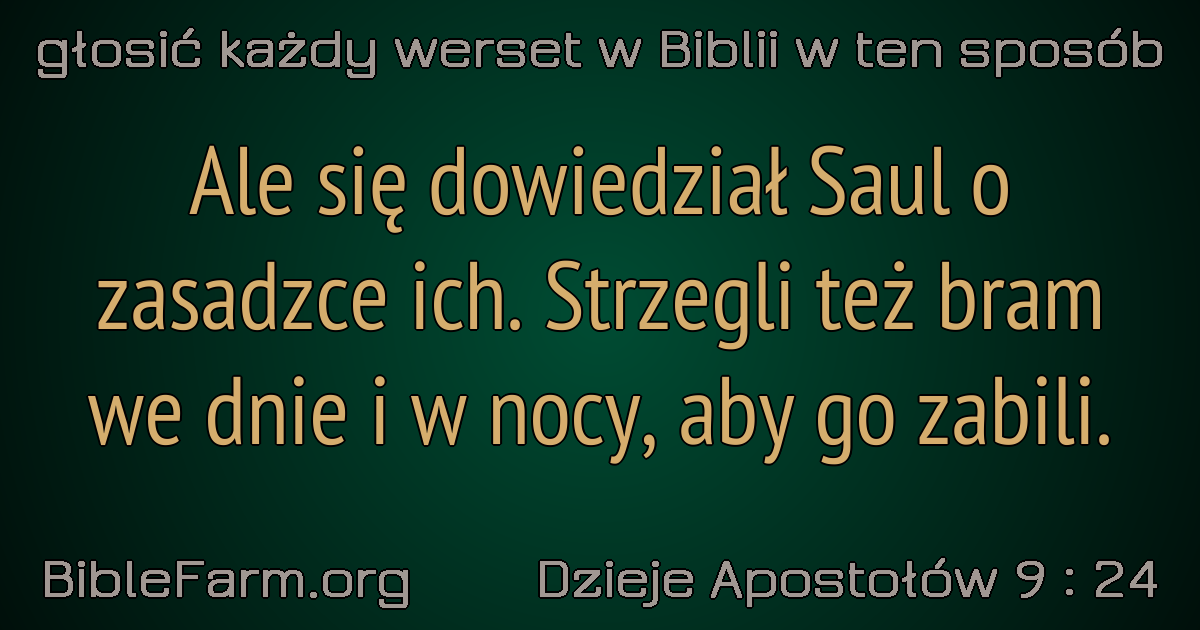 głosić każdy werset w Biblii w ten sposób
Ale się dowiedział Saul o
zasadzce ich. Strzegli też bram
we dnie i w nocy, aby go zabili.
BibleFarm.org
Dzieje Apostołów 9 : 24